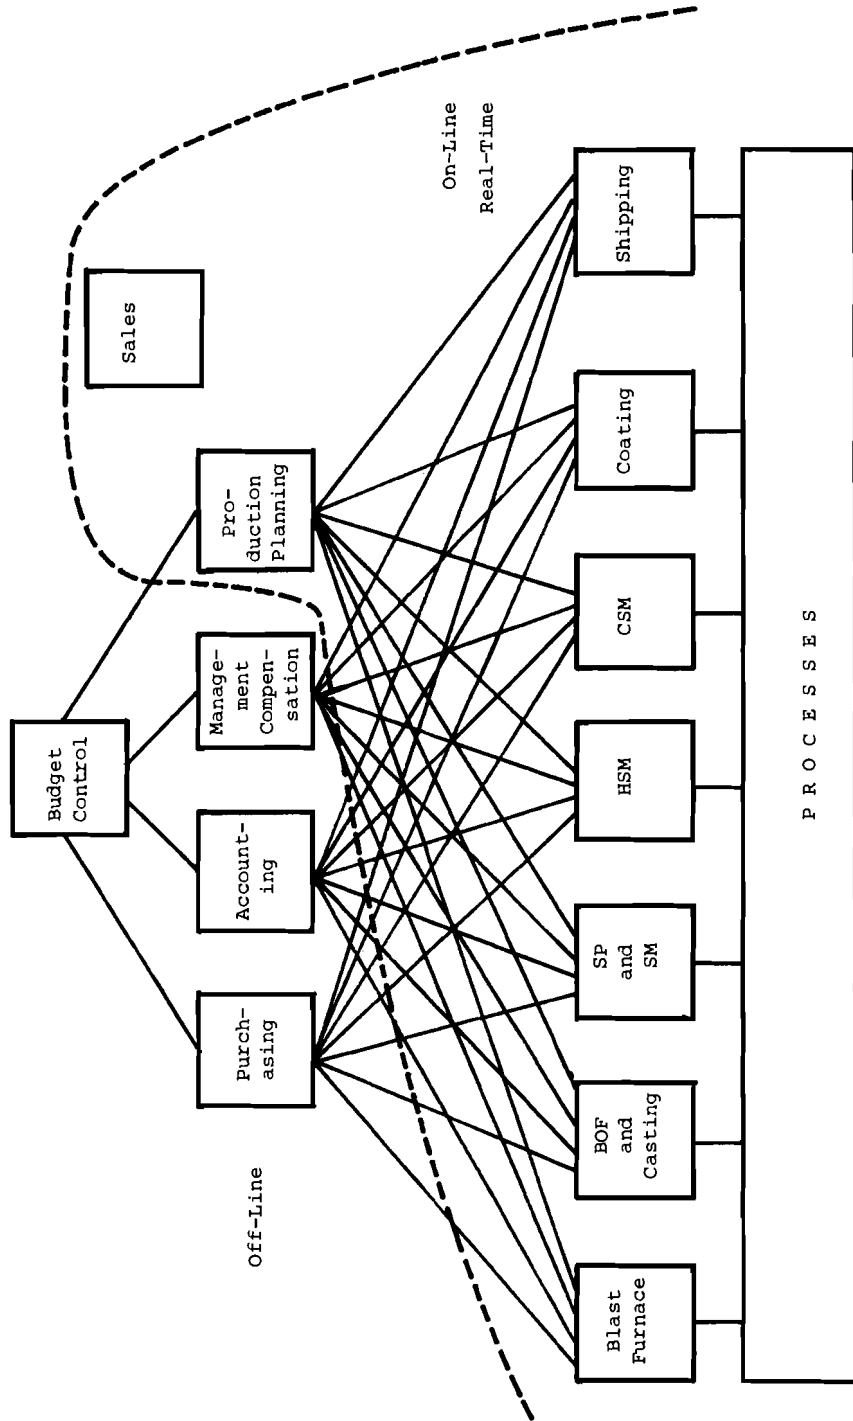 Budget
Control
Purch-
asing
Account-
ing
Manage-
ment
Compen-
sation
Pro-
duction
Planning
Sales
Off-Line
On-Line
Real-Time
Blast
Furnace
BOF
and
Casting
SP
and
SM
HSM
CSM
Coating
Shipping
PROCESSES